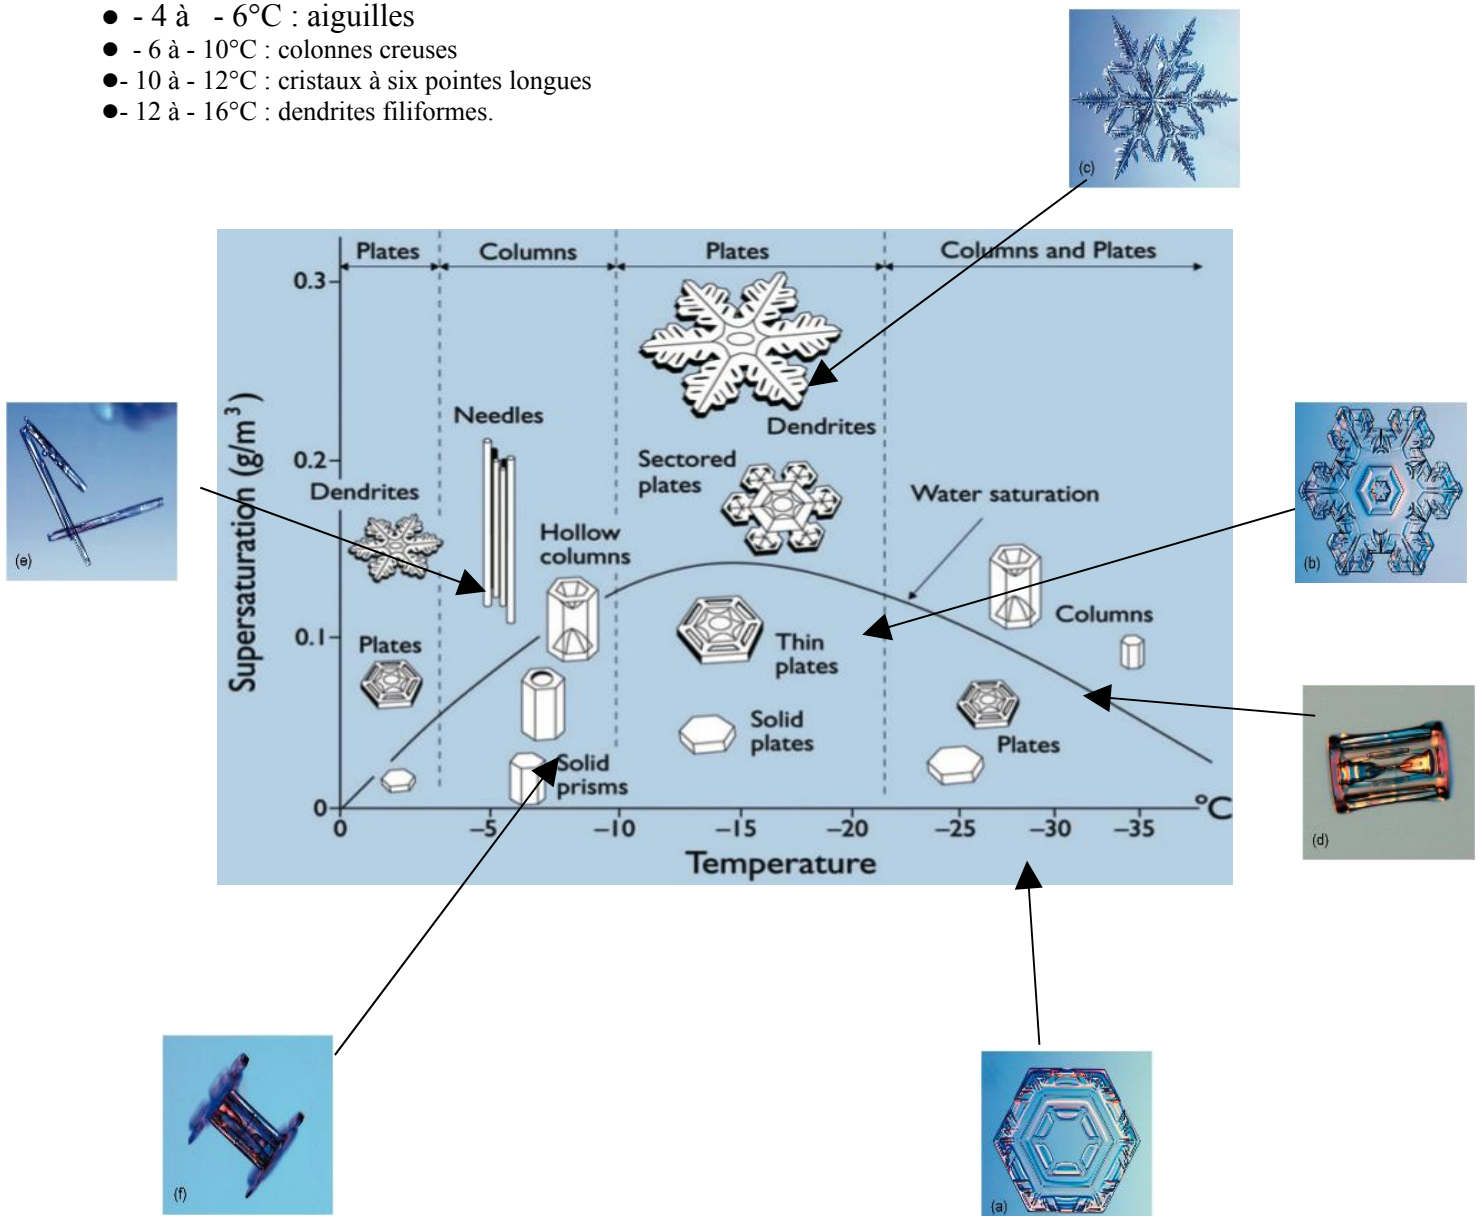 ● - 4 à - 6°C : aiguilles
● - 6 à - 10°C : colonnes creuses
●- 10 à - 12°C : cristaux à six pointes longues
●- 12 à - 16°C : dendrites filiformes.
(c)
Plates
Columns
Plates
Columns and Plates
0.3
Supersaturation (g/m³)
Needles
Dendrites
0.2
Sectored
plates
Dendrites
Water saturation
Hollow
columns
(e)
(b)
0.1
Plates
Thin
plates
Columns
Solid
plates
Plates
Solid
prisms
0
°C
0
–5
–10
–15
–20
–25
–30
–35
Temperature
(d)
(f)
(a)